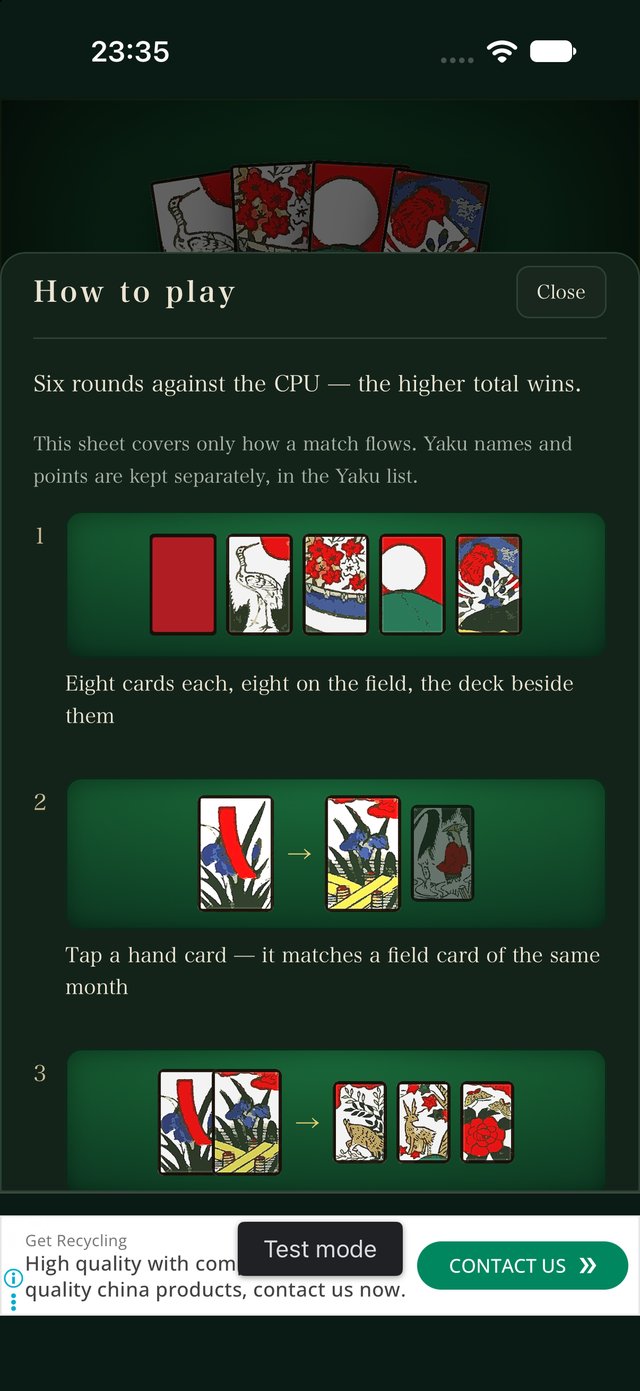 23:35
How to play
Close
Six rounds against the CPU — the higher total wins.
This sheet covers only how a match flows. Yaku names and
points are kept separately, in the Yaku list.
1
Eight cards each, eight on the field, the deck beside
them
2
→
Tap a hand card — it matches a field card of the same
month
3
→
Get Recycling
High quality with com
quality china products, contact us now.
Test mode
CONTACT US »